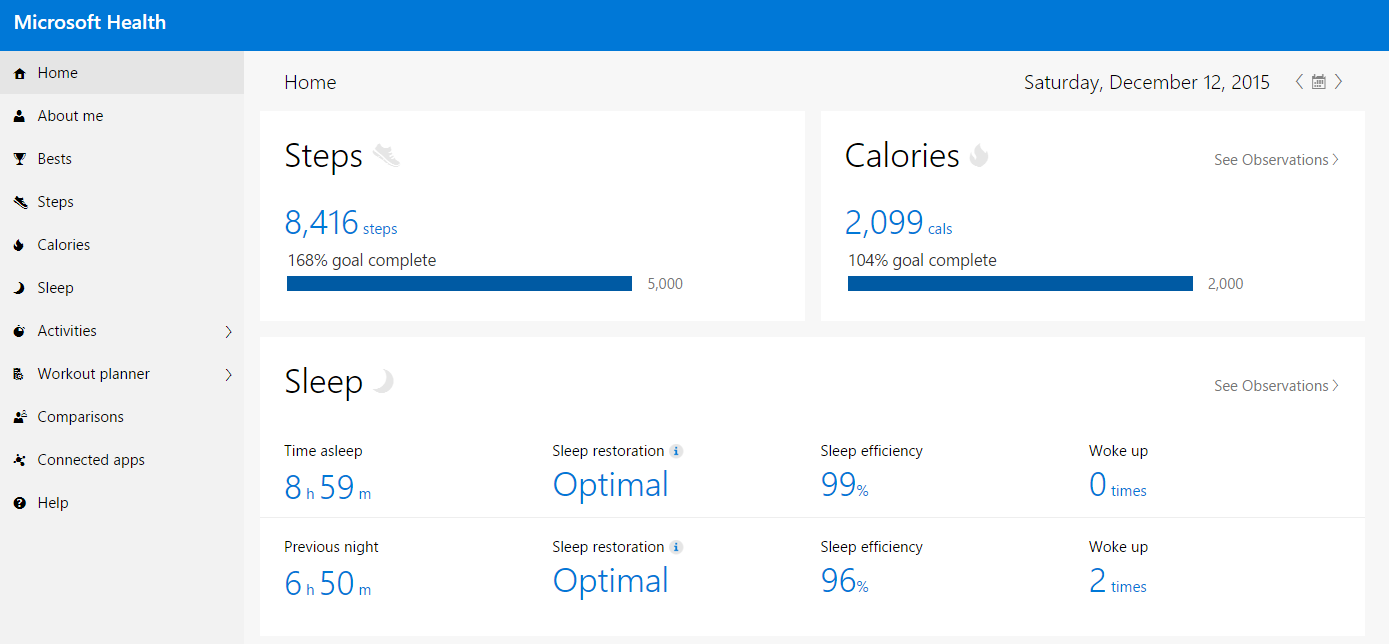 Microsoft Health
Home
About me
Bests
Steps
Calories
Sleep
Activities
Workout planner
Comparisons
Connected apps
Help
Home
Saturday, December 12, 2015
Steps
8,416 steps
168% goal complete
5,000
Calories
See Observations
2,099 cals
104% goal complete
2,000
Sleep
See Observations
Time asleep
8 h 59 m
Sleep restoration
Optimal
Sleep efficiency
99%
Woke up
0 times
Previous night
6 h 50 m
Sleep restoration
Optimal
Sleep efficiency
96%
Woke up
2 times